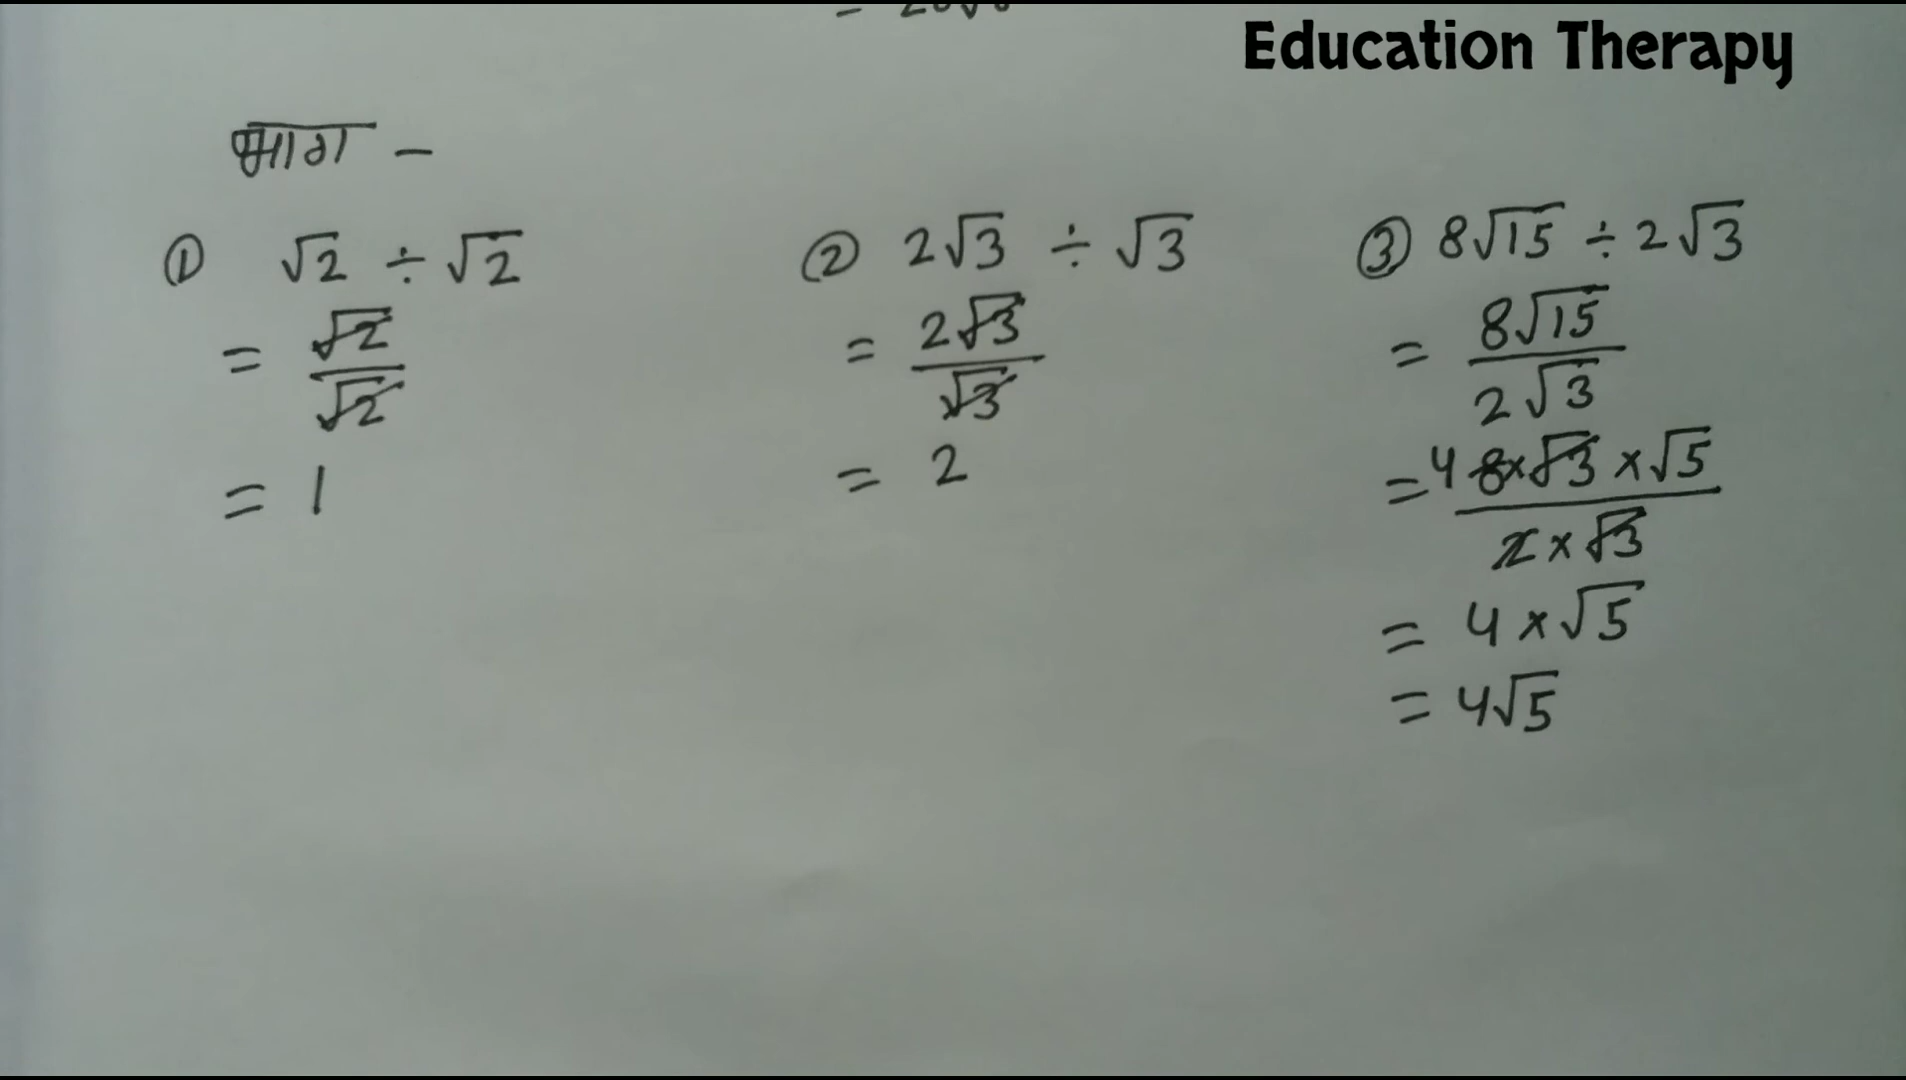 Education Therapy
भाग –
① √2 ÷ √2
= √2 / √2
= 1
② 2√3 ÷ √3
= 2√3 / √3
= 2
③ 8√15 ÷ 2√3
= 8√15 / 2√3
= 4 8×√3×√5 / 2×√3
= 4×√5
= 4√5